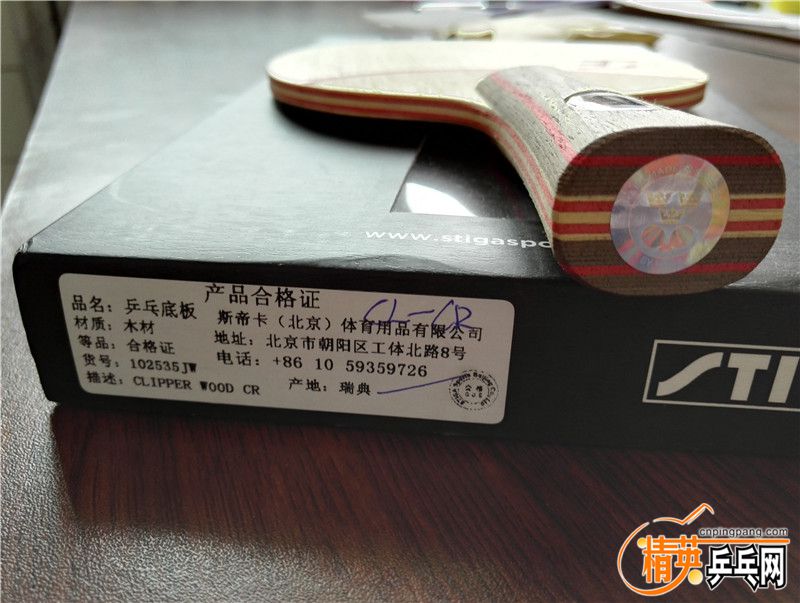 www.stigaspo
产品合格证
CL-CR
品名：乒乓底板
斯帝卡（北京）体育用品有限公司
材质：木材
地址：北京市朝阳区工体北路8号
等品：合格证
电话：+86 10 59359726
货号：102535JW
描述：CLIPPER WOOD CR
产地：瑞典
STI
cnpingpang.com
精英乒乓网